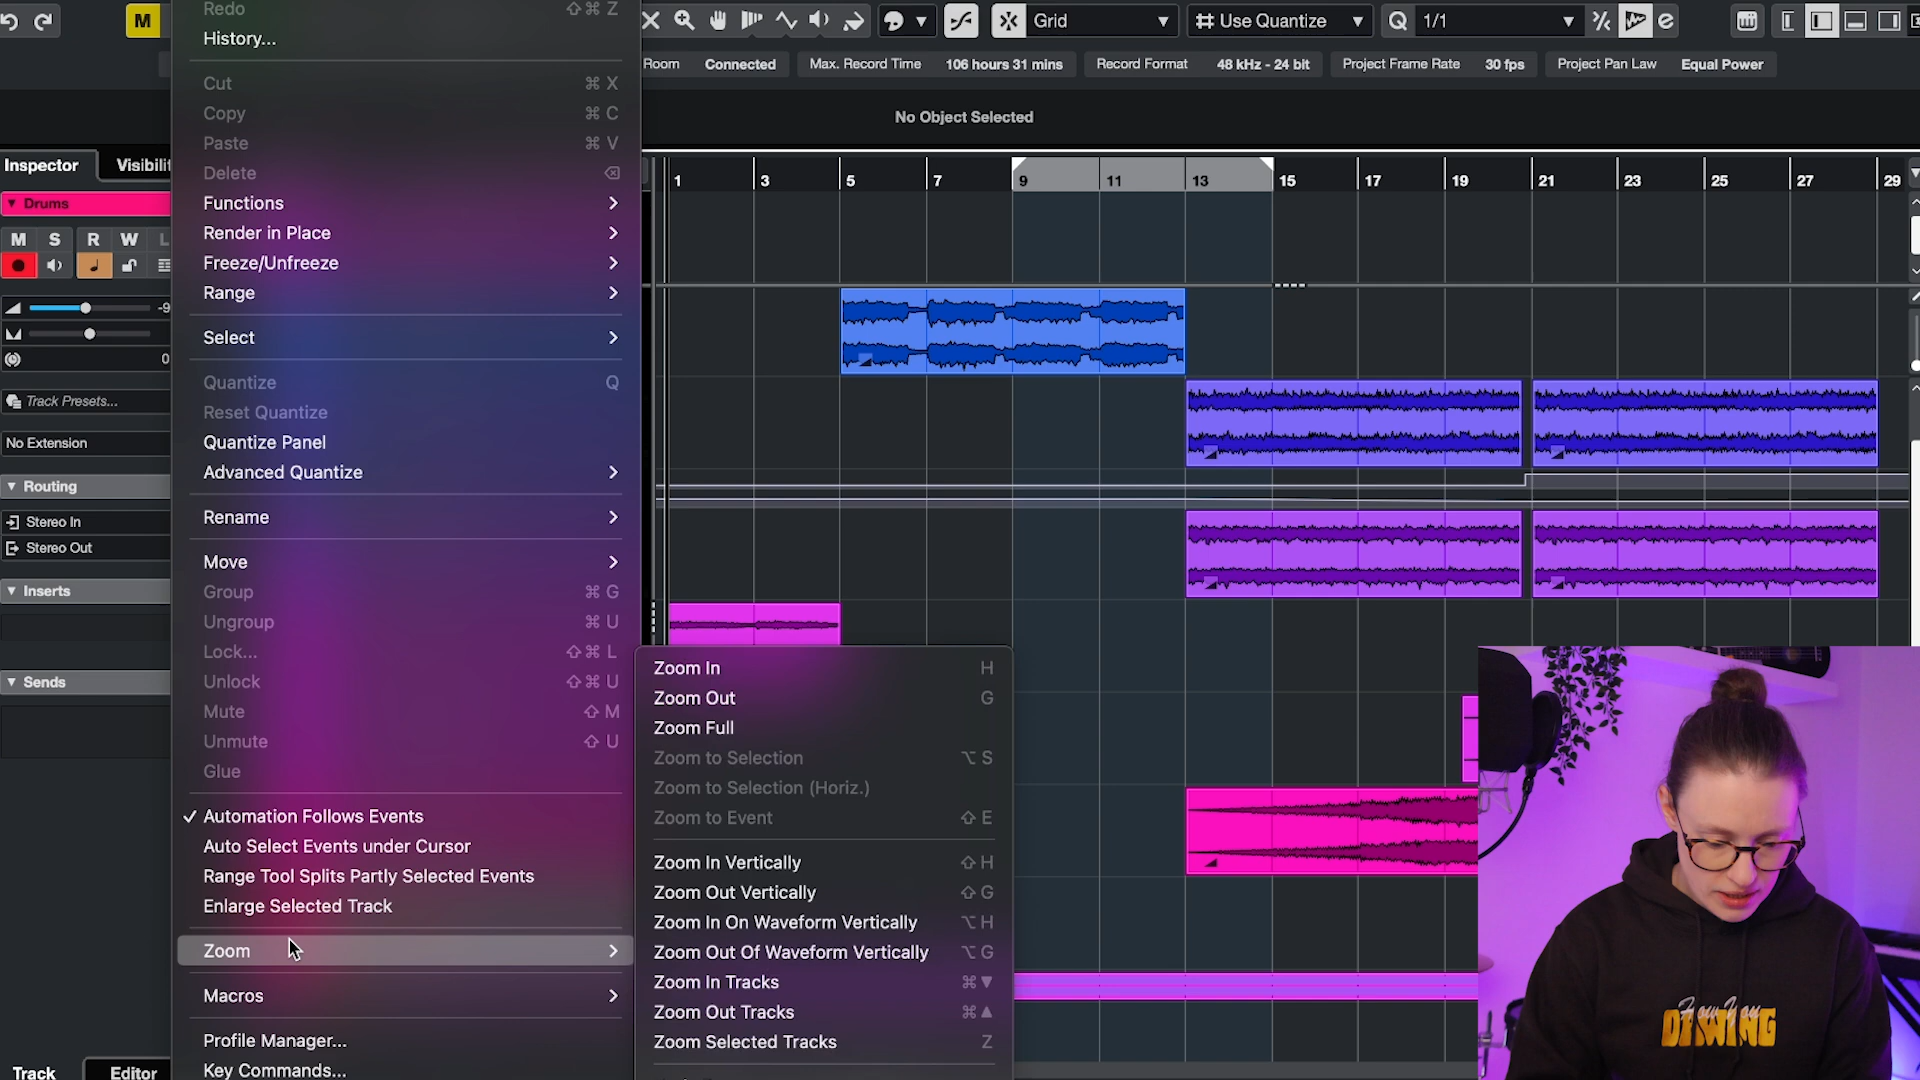 M
Grid
Use Quantize
Q
1/1
e
Room
Connected
Max. Record Time
106 hours 31 mins
Record Format
48 kHz - 24 bit
Project Frame Rate
30 fps
Project Pan Law
Equal Power
No Object Selected
Inspector
Drums
M
S
R
W
L
0
Track Presets...
No Extension
Routing
Stereo In
Stereo Out
Inserts
Sends
Track
Editor
Redo ⇧⌘ Z
History...
Cut ⌘ X
Copy ⌘ C
Paste ⌘ V
Delete ⌫
Functions
Render in Place
Freeze/Unfreeze
Range
Select
Quantize Q
Reset Quantize
Quantize Panel
Advanced Quantize
Rename
Move
Group ⌘ G
Ungroup ⌘ U
Lock... ⇧⌘ L
Unlock ⇧⌘ U
Mute ⇧ M
Unmute ⇧ U
Glue
✓ Automation Follows Events
Auto Select Events under Cursor
Range Tool Splits Partly Selected Events
Enlarge Selected Track
Zoom
Macros
Profile Manager...
Key Commands...
1 3 5 7 9 11 13 15 17 19 21 23 25 27 29
Zoom In H
Zoom Out G
Zoom Full
Zoom to Selection ⌥ S
Zoom to Selection (Horiz.)
Zoom to Event ⇧ E
Zoom In Vertically ⇧ H
Zoom Out Vertically ⇧ G
Zoom In On Waveform Vertically ⌥ H
Zoom Out Of Waveform Vertically ⌥ G
Zoom In Tracks ⌘ ▼
Zoom Out Tracks ⌘ ▲
Zoom Selected Tracks Z